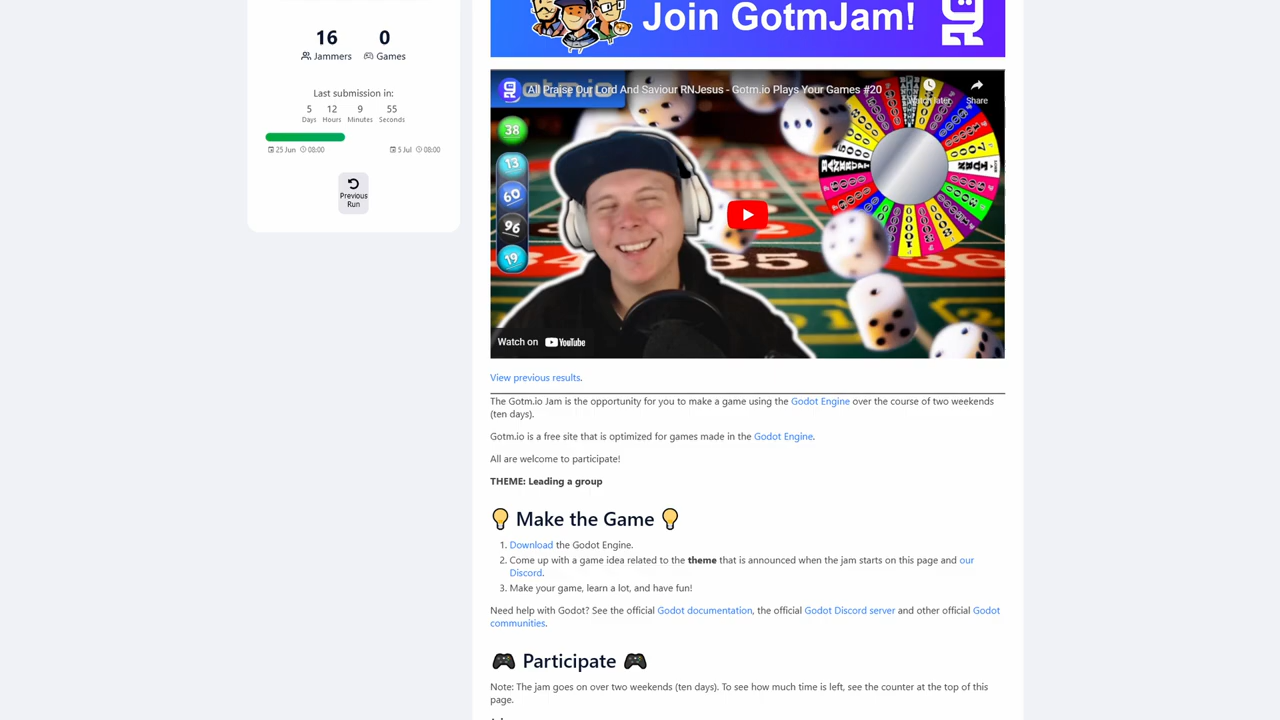 16
0
Jammers
Games
Last submission in:
5
12
9
55
Days
Hours
Minutes
Seconds
25 Jun 08:00
5 Jul 08:00
Previous
Run
Join GotmJam!
gotm.io
All Praise Our Lord And Saviour RNJesus - Gotm.io Plays Your Games #20
Watch later
Share
38
13
69
96
19
34
35
36
Watch on YouTube
View previous results.
The Gotm.io Jam is the opportunity for you to make a game using the Godot Engine over the course of two weekends
(ten days).
Gotm.io is a free site that is optimized for games made in the Godot Engine.
All are welcome to participate!
THEME: Leading a group
Make the Game
1. Download the Godot Engine.
2. Come up with a game idea related to the theme that is announced when the jam starts on this page and our
Discord.
3. Make your game, learn a lot, and have fun!
Need help with Godot? See the official Godot documentation, the official Godot Discord server and other official Godot
communities.
Participate
Note: The jam goes on over two weekends (ten days). To see how much time is left, see the counter at the top of this
page.